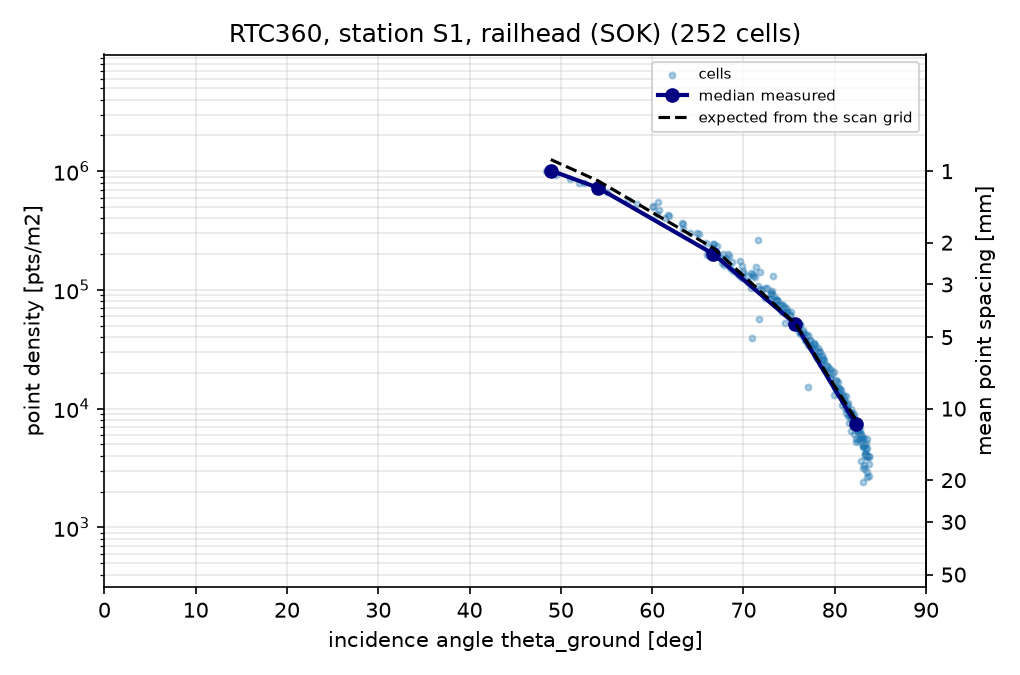 RTC360, station S1, railhead (SOK) (252 cells)
cells
median measured
expected from the scan grid
point density [pts/m2]
10^6
10^5
10^4
10^3
1
2
3
5
10
20
30
50
mean point spacing [mm]
0 10 20 30 40 50 60 70 80 90
incidence angle theta_ground [deg]